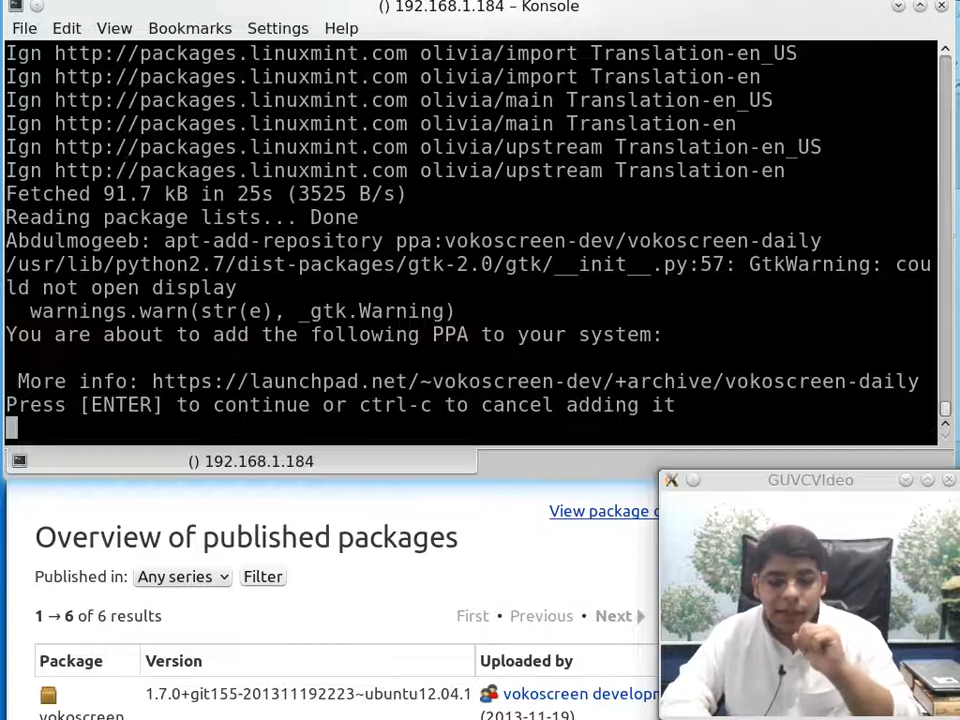 () 192.168.1.184 – Konsole
File Edit View Bookmarks Settings Help
Ign http://packages.linuxmint.com olivia/import Translation-en_US
Ign http://packages.linuxmint.com olivia/import Translation-en
Ign http://packages.linuxmint.com olivia/main Translation-en_US
Ign http://packages.linuxmint.com olivia/main Translation-en
Ign http://packages.linuxmint.com olivia/upstream Translation-en_US
Ign http://packages.linuxmint.com olivia/upstream Translation-en
Fetched 91.7 kB in 25s (3525 B/s)
Reading package lists... Done
Abdulmogeeb: apt-add-repository ppa:vokoscreen-dev/vokoscreen-daily
/usr/lib/python2.7/dist-packages/gtk-2.0/gtk/__init__.py:57: GtkWarning: cou
ld not open display
warnings.warn(str(e), _gtk.Warning)
You are about to add the following PPA to your system:
More info: https://launchpad.net/~vokoscreen-dev/+archive/vokoscreen-daily
Press [ENTER] to continue or ctrl-c to cancel adding it
() 192.168.1.184
GUVCVIdeo
View package
Overview of published packages
Published in: Any series Filter
1 → 6 of 6 results First • Previous • Next
Package Version Uploaded by
1.7.0+git155-201311192223~ubuntu12.04.1 vokoscreen develop
vokoscreen (2013-11-19)